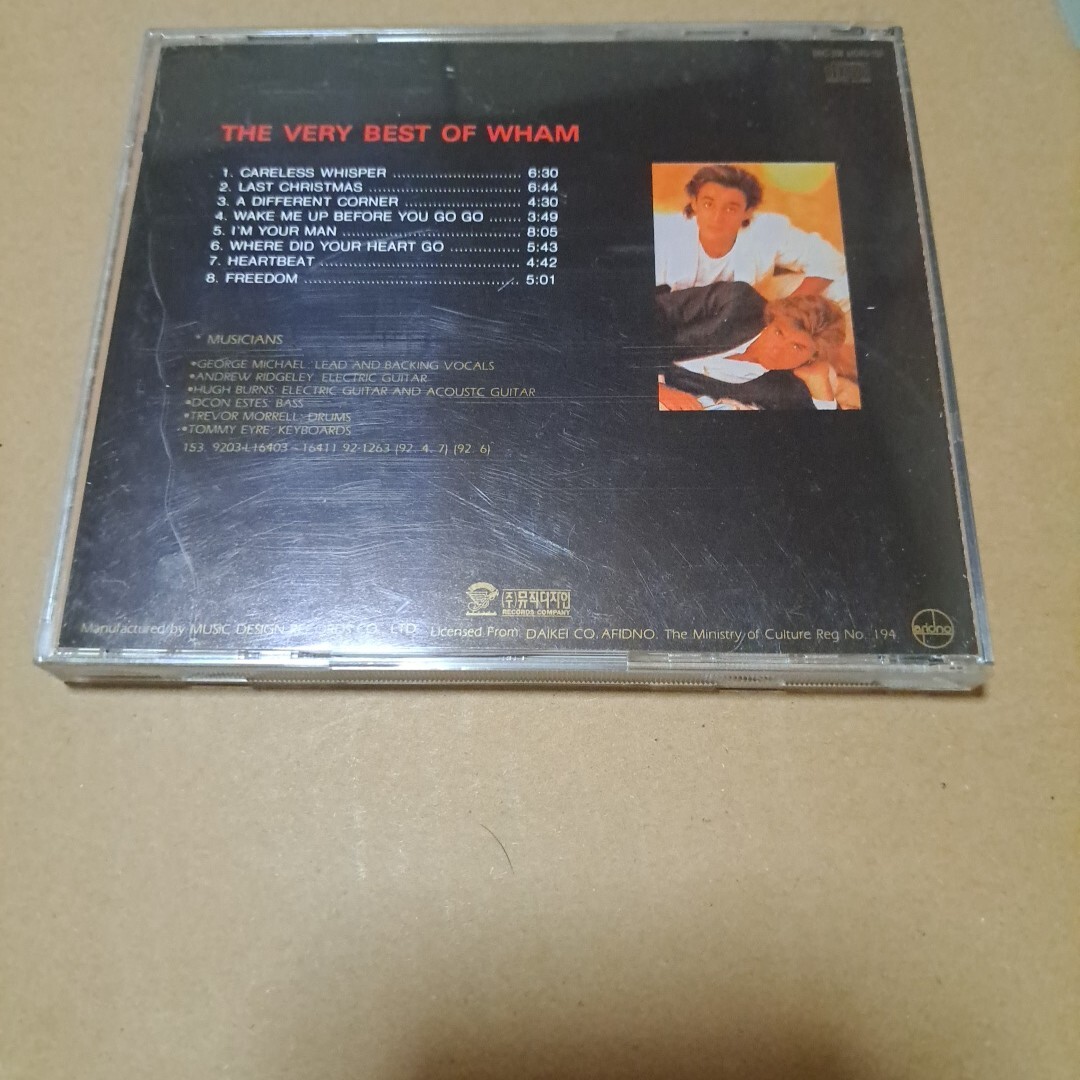 THE VERY BEST OF WHAM
1. CARELESS WHISPER ........................ 6:30
2. LAST CHRISTMAS ............................ 6:44
3. A DIFFERENT CORNER ..................... 4:30
4. WAKE ME UP BEFORE YOU GO GO ....... 3:49
5. I'M YOUR MAN ................................. 8:05
6. WHERE DID YOUR HEART GO .............. 5:43
7. HEARTBEAT ..................................... 4:42
8. FREEDOM ........................................ 5:01
* MUSICIANS
*GEORGE MICHAEL: LEAD AND BACKING VOCALS
*ANDREW RIDGELEY: ELECTRIC GUITAR
*HUGH BURNS: ELECTRIC GUITAR AND ACOUSTC GUITAR
*DCON ESTES: BASS
*TREVOR MORRELL: DRUMS
*TOMMY EYRE: KEYBOARDS
153. 9203-L16403 ~ 16411 92-1263 (92. 4. 7) (92. 6)
(주)뮤직디자인
RECORDS COMPANY
Manufactured by MUSIC DESIGN RECORDS CO., LTD. Licensed From. DAIKEI CO. AFIDNO. The Ministry of Culture Reg No. 194.
afidno